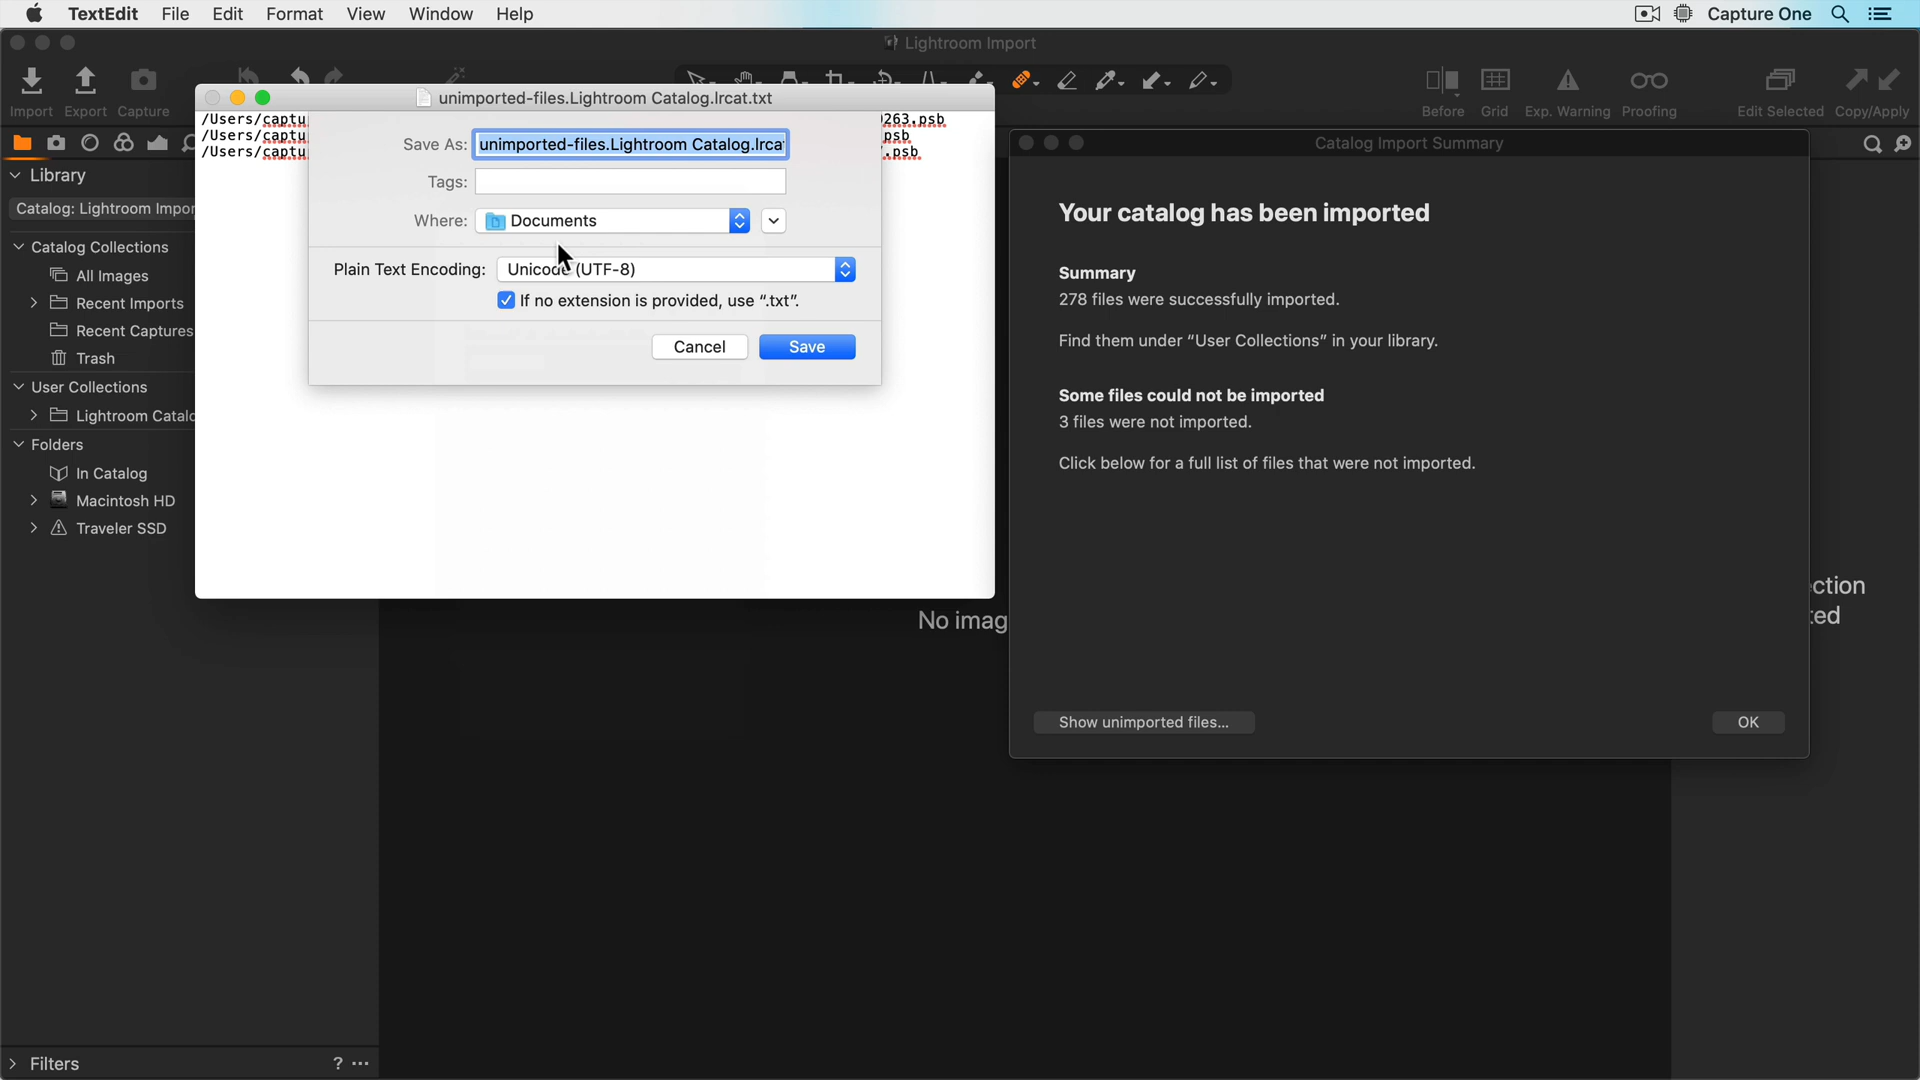 TextEdit File Edit Format View Window Help Capture One
Lightroom Import
Import Export Capture Before Grid Exp. Warning Proofing Edit Selected Copy/Apply
unimported-files.Lightroom Catalog.lrcat.txt
/Users/captu 263.psb
/Users/captu psb
/Users/captu .psb
Save As: unimported-files.Lightroom Catalog.lrca
Tags:
Where: Documents
Plain Text Encoding: Unicode (UTF-8)
If no extension is provided, use “.txt”.
Cancel Save
Library
Catalog: Lightroom Impor
Catalog Collections
All Images
Recent Imports
Recent Captures
Trash
User Collections
Lightroom Catalo
Folders
In Catalog
Macintosh HD
Traveler SSD
Filters ? ...
Catalog Import Summary
Your catalog has been imported
Summary
278 files were successfully imported.
Find them under “User Collections” in your library.
Some files could not be imported
3 files were not imported.
Click below for a full list of files that were not imported.
Show unimported files... OK
No imag
ction
ted